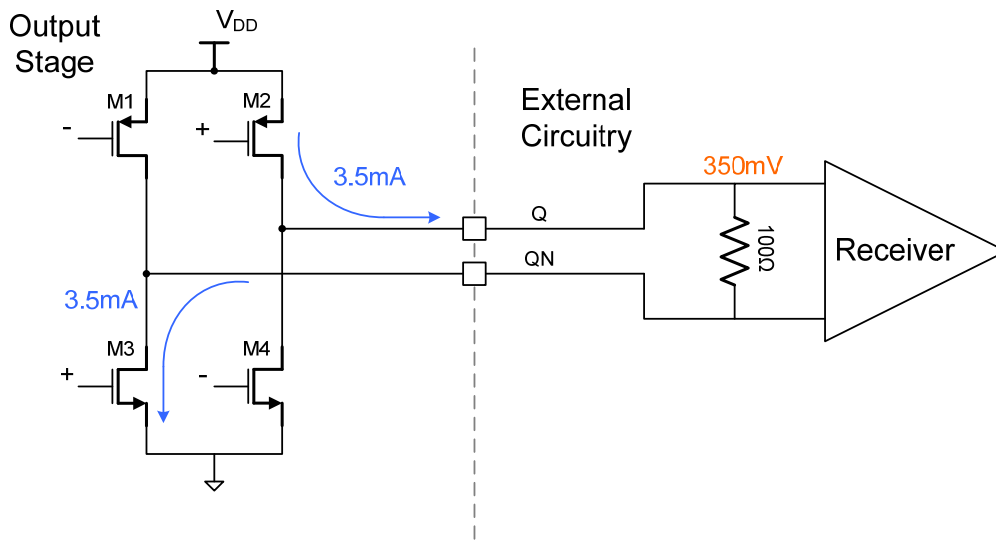 Output
Stage
VDD
M1
M2
-
+
3.5mA
External
Circuitry
350mV
Q
100Ω
Receiver
QN
3.5mA
M3
M4
+
-